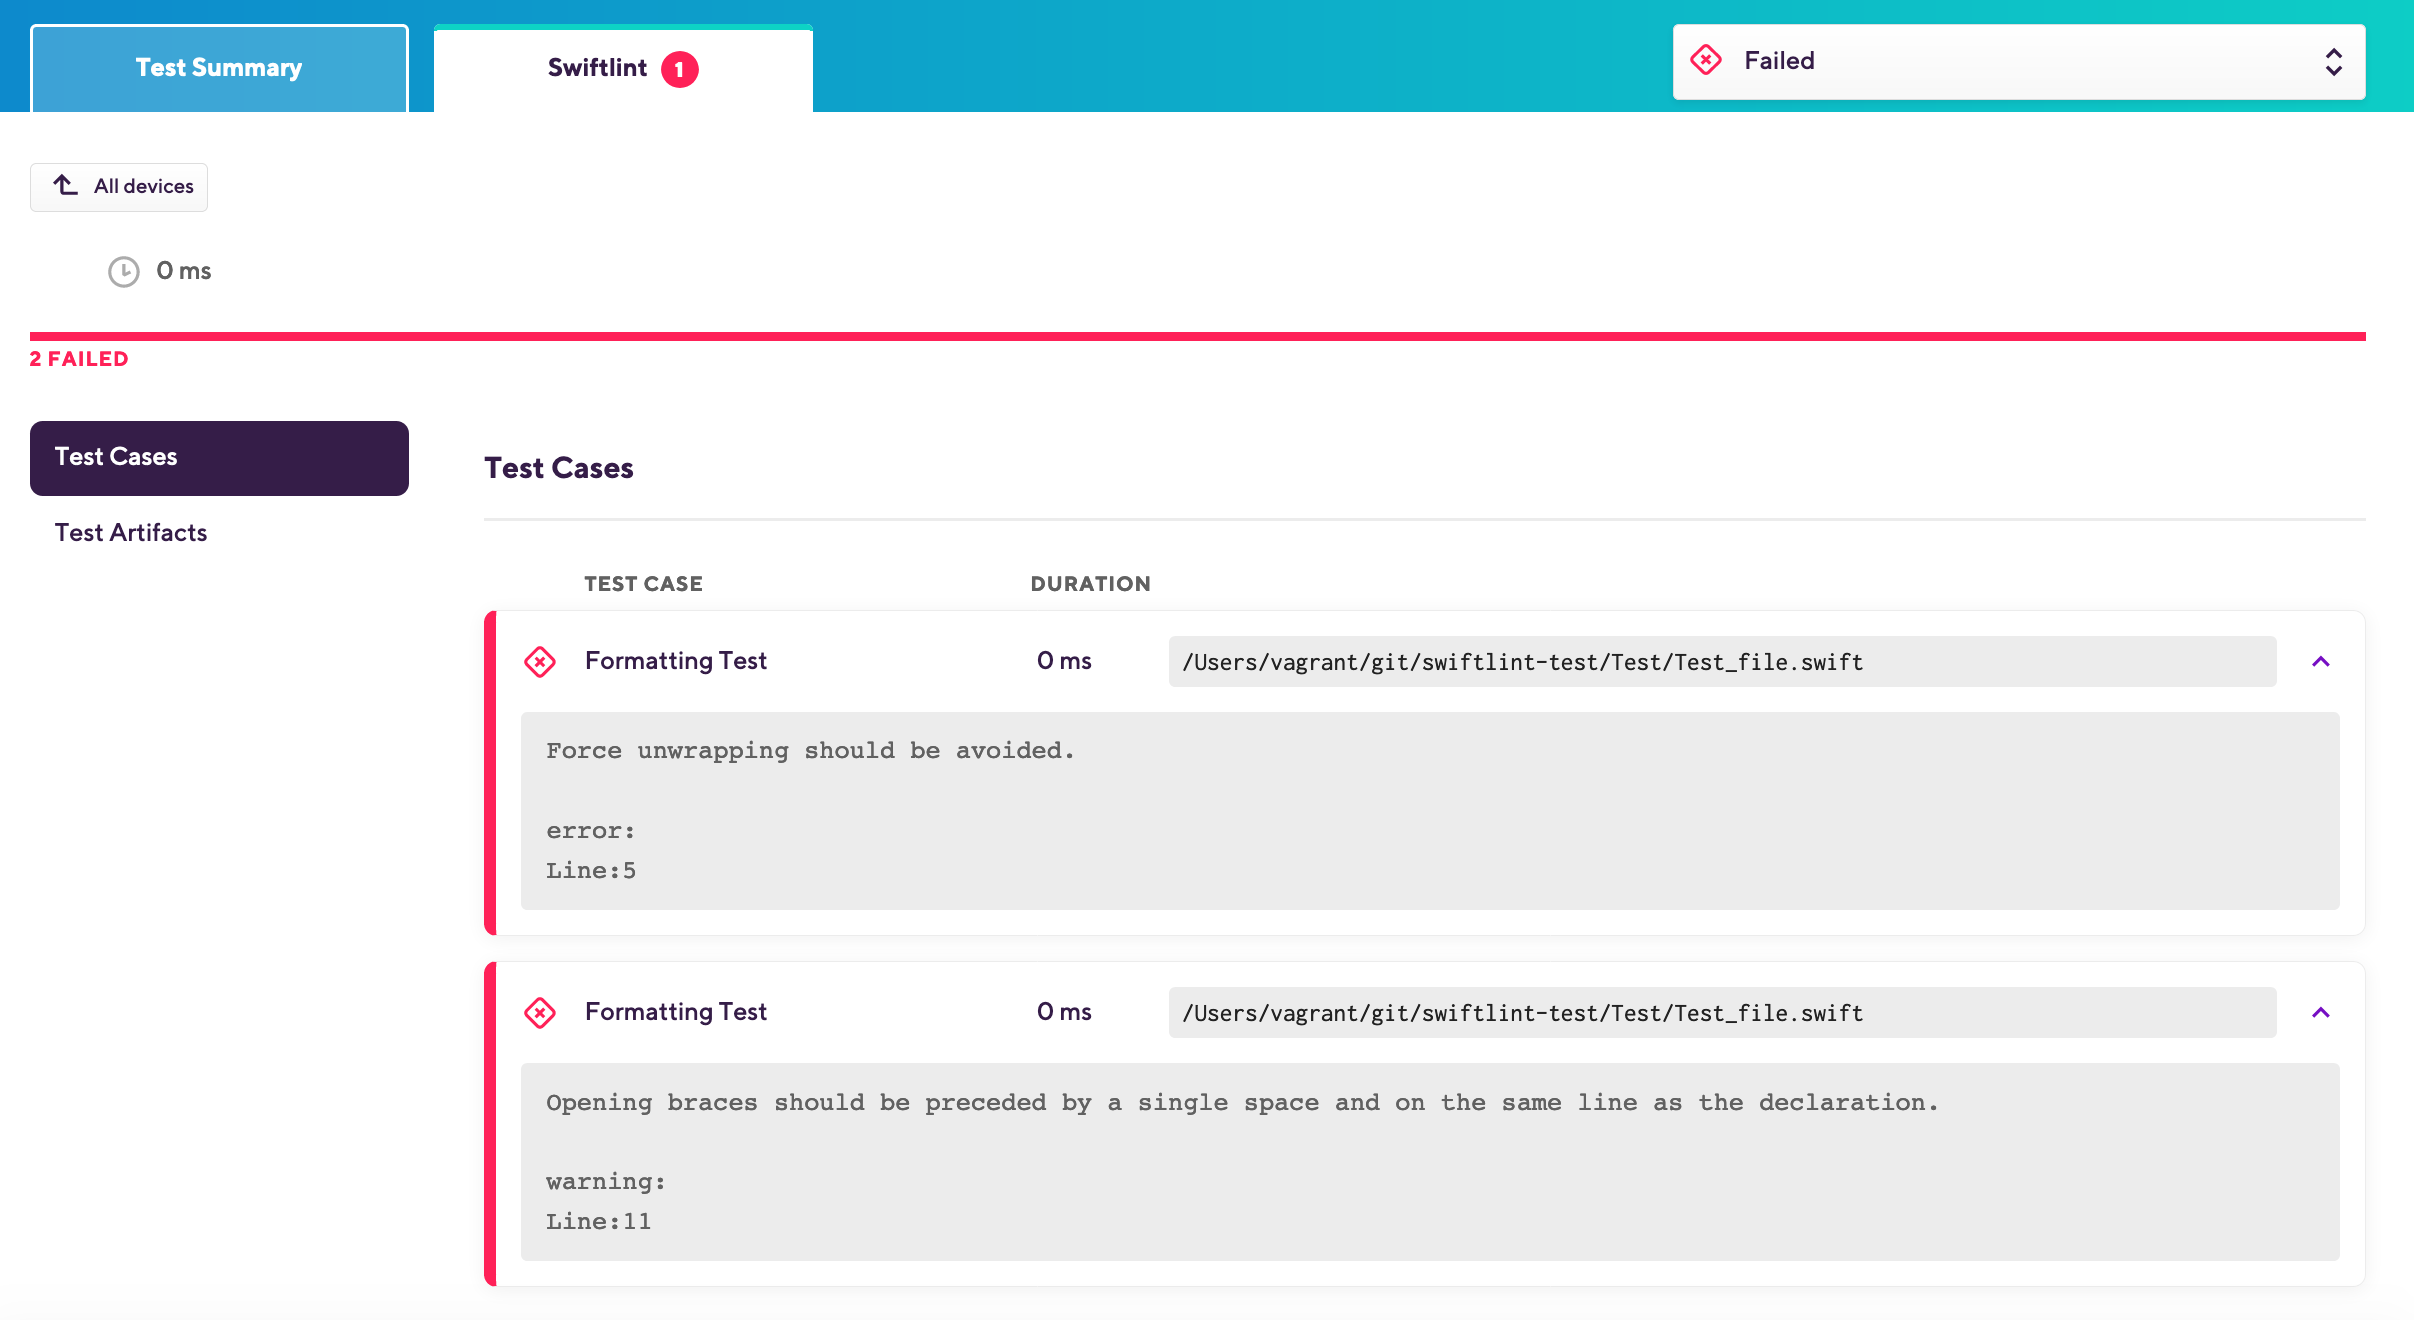 Test Summary
Swiftlint 1
Failed
All devices
0 ms
2 FAILED
Test Cases
Test Artifacts
Test Cases
TEST CASE DURATION
Formatting Test 0 ms /Users/vagrant/git/swiftlint-test/Test/Test_file.swift
Force unwrapping should be avoided.
error:
Line:5
Formatting Test 0 ms /Users/vagrant/git/swiftlint-test/Test/Test_file.swift
Opening braces should be preceded by a single space and on the same line as the declaration.
warning:
Line:11